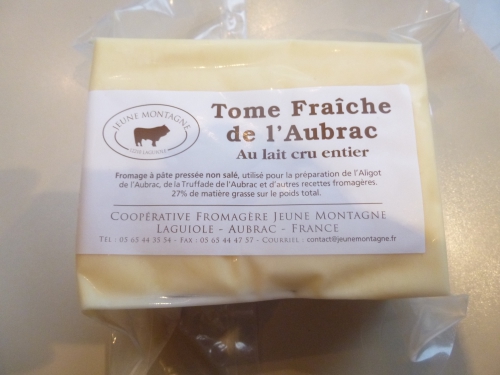 JEUNE MONTAGNE
Tome Fraîche
de l'Aubrac
Au lait cru entier
Fromage à pâte pressée non salé, utilisé pour la préparation de l'Aligot
de l'Aubrac, de la Truffade de l'Aubrac et d'autres recettes fromagères.
27% de matière grasse sur le poids total.
COOPÉRATIVE FROMAGÈRE JEUNE MONTAGNE
LAGUIOLE - AUBRAC - FRANCE
TEL : 05 65 44 35 54 - FAX : 05 65 44 47 57 - COURRIEL : contact@jeunemontagne.fr